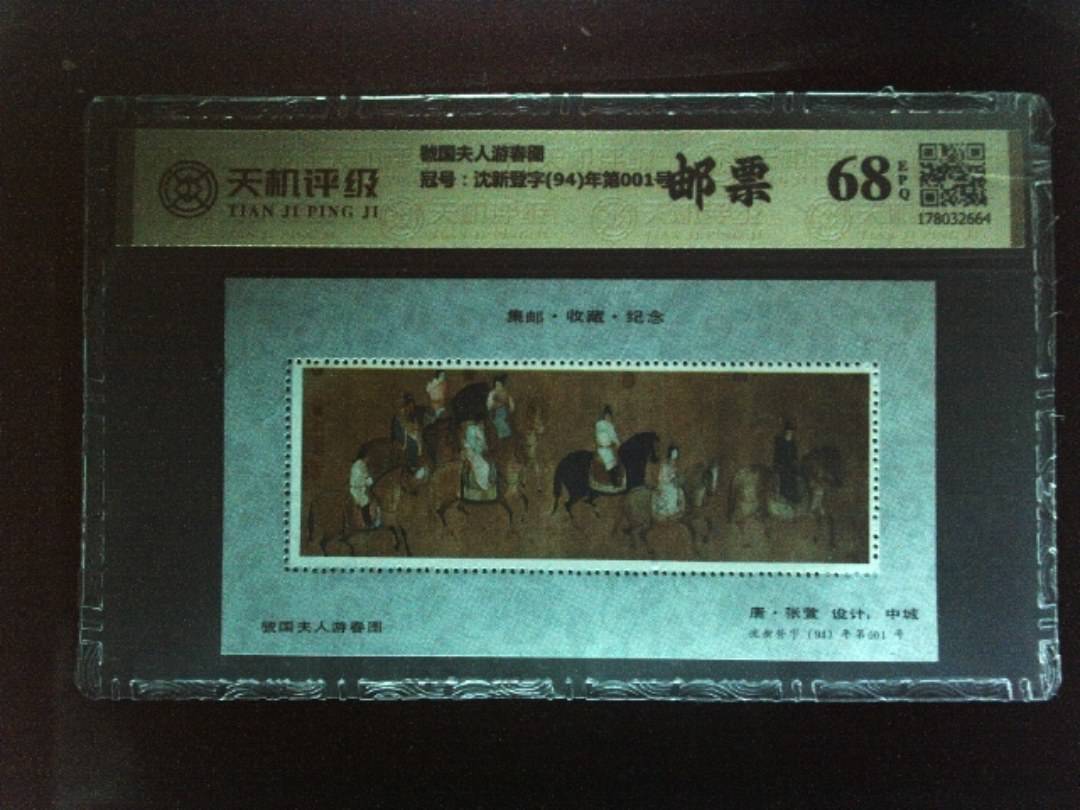 天机评级
TIAN JI PING JI
虢国夫人游春图
冠号：沈新登字(94)年第001号
邮票
68
EPQ
178032664
集邮·收藏·纪念
虢国夫人游春图
唐·张萱 设计：中城
沈新登字（94）年第001号